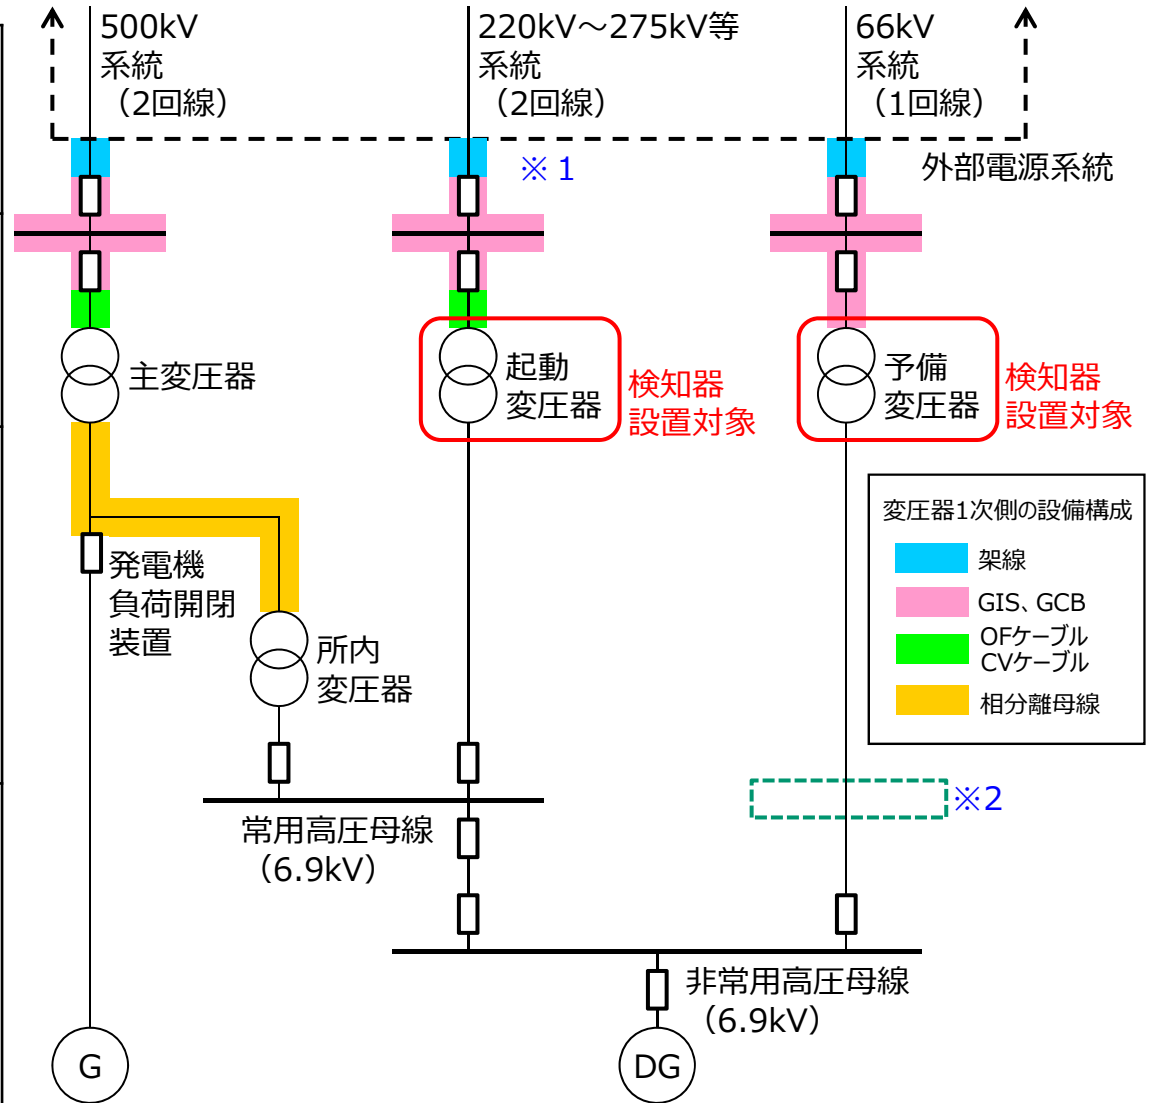 500kV
系統
（2回線）
220kV～275kV等
系統
（2回線）
66kV
系統
（1回線）
※１
外部電源系統
主変圧器
起動
変圧器
検知器
設置対象
予備
変圧器
検知器
設置対象
変圧器1次側の設備構成
架線
GIS、GCB
OFケーブル
CVケーブル
相分離母線
発電機
負荷開閉
装置
所内
変圧器
※2
常用高圧母線
（6.9kV）
非常用高圧母線
（6.9kV）
G
DG